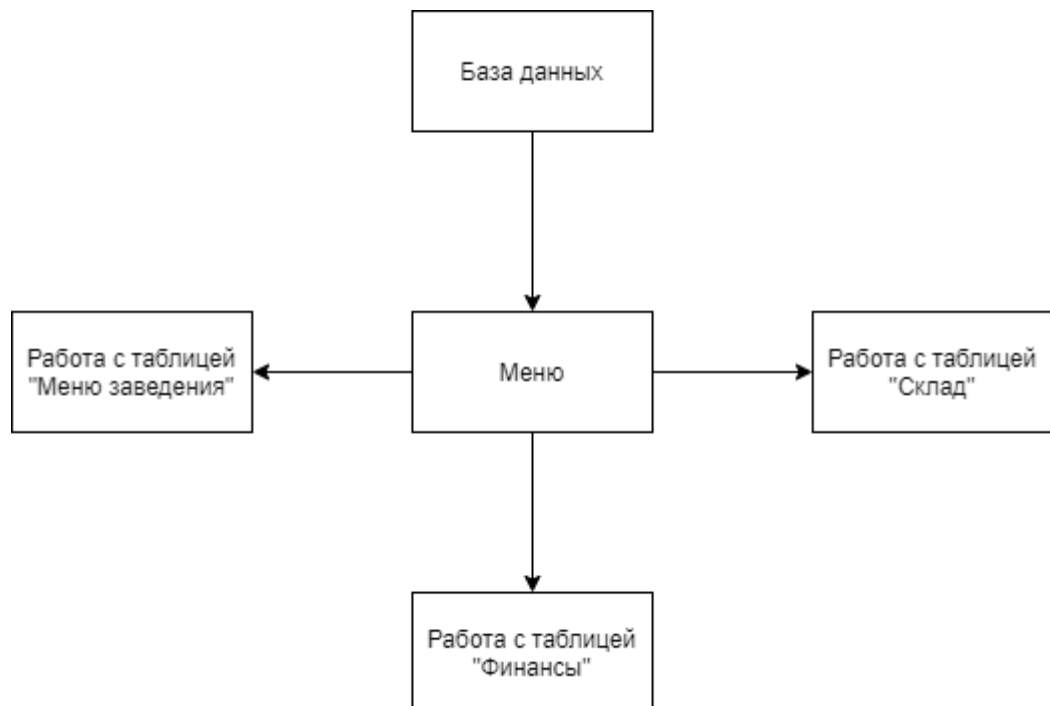 База данных
Работа с таблицей
"Меню заведения"
Меню
Работа с таблицей
"Склад"
Работа с таблицей
"Финансы"